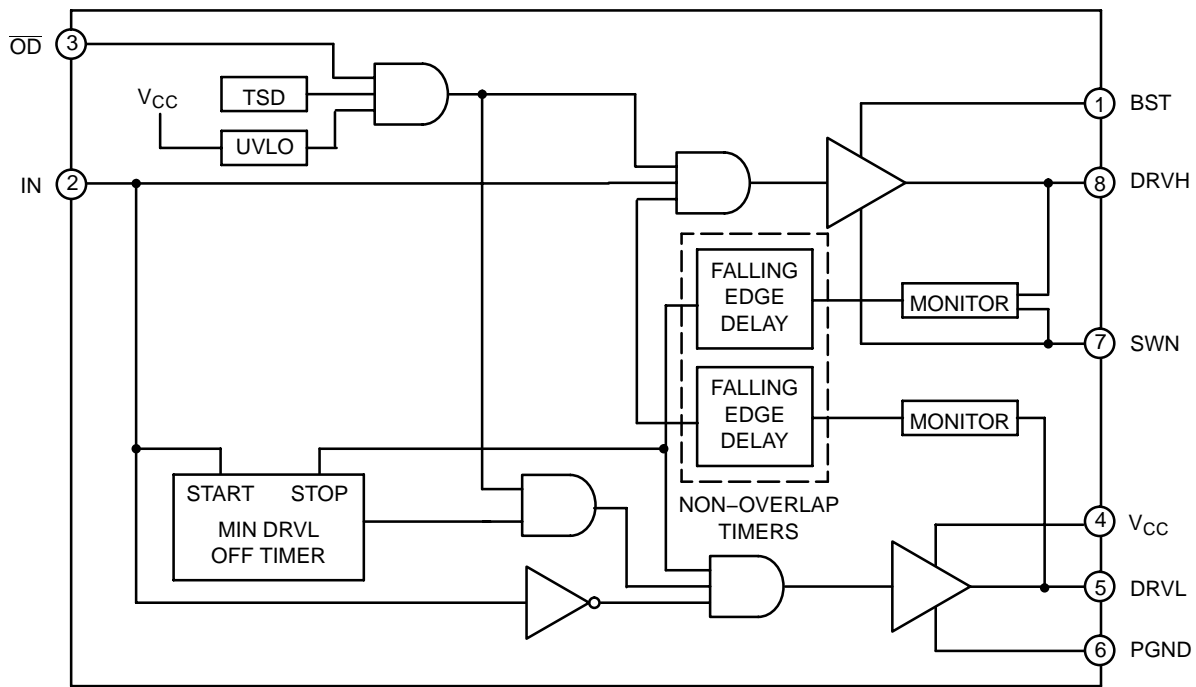 OD 3
TSD
VCC
UVLO
IN 2
1 BST
8 DRVH
FALLING
EDGE
DELAY
MONITOR
7 SWN
FALLING
EDGE
DELAY
MONITOR
START STOP
MIN DRVL
OFF TIMER
NON–OVERLAP
TIMERS
4 VCC
5 DRVL
6 PGND